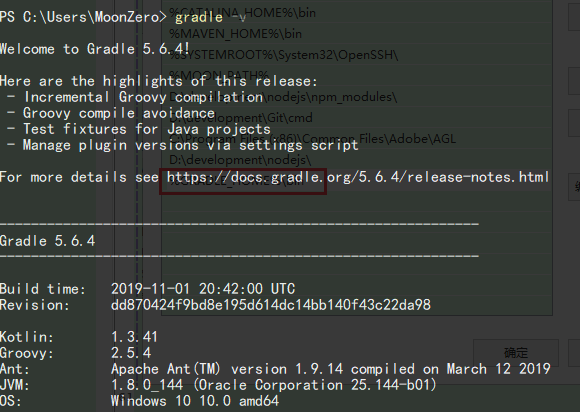 PS C:\Users\MoonZero> gradle -v
%CATALINA_HOME%\bin
%MAVEN_HOME%\bin
Welcome to Gradle 5.6.4!
%SYSTEMROOT%\System32\OpenSSH\
%MOON_PATH%
Here are the highlights of this release:
- Incremental Groovy compilation
nodejs\npm_modules\
- Groovy compile avoidance
D:\development\Git\cmd
- Test fixtures for Java projects
C:\Program Files (x86)\Common Files\Adobe\AGL
- Manage plugin versions via settings script
D:\development\nodejs\
For more details see https://docs.gradle.org/5.6.4/release-notes.html
%GRADLE_HOME%\bin
------------------------------------------------------------
Gradle 5.6.4
------------------------------------------------------------
Build time: 2019-11-01 20:42:00 UTC
Revision: dd870424f9bd8e195d614dc14bb140f43c22da98
Kotlin: 1.3.41
Groovy: 2.5.4
确定
Ant: Apache Ant(TM) version 1.9.14 compiled on March 12 2019
JVM: 1.8.0_144 (Oracle Corporation 25.144-b01)
OS: Windows 10 10.0 amd64